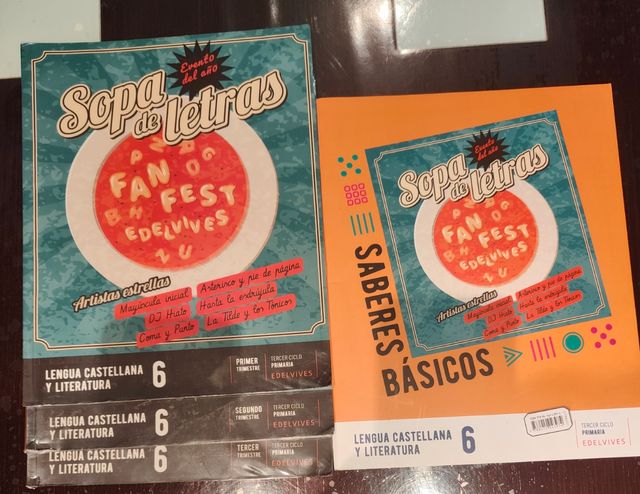 Evento
del año
Sopa
de letras
P N R O G
FAN
B H FEST
EDELVIVES
N Z U
Artistas estrellas
Mayúscula inicial
DJ Hiato
Coma y Punto
Asterisco y pie de página
Harta la esdrújula
La Tilde y los Tónicos
LENGUA CASTELLANA
Y LITERATURA
6
PRIMER
TRIMESTRE
TERCER CICLO
PRIMARIA
EDELVIVES
LENGUA CASTELLANA
Y LITERATURA
6
SEGUNDO
TRIMESTRE
TERCER CICLO
PRIMARIA
EDELVIVES
LENGUA CASTELLANA
Y LITERATURA
6
TERCER
TRIMESTRE
TERCER CICLO
PRIMARIA
EDELVIVES
SABERES BÁSICOS
Evento
del año
Sopa
de letras
FAN
FEST
EDELVIVES
Artistas estrellas
Mayúscula inicial
DJ Hiato
Coma y Punto
Asterisco y pie de página
Harta la esdrújula
La Tilde y los Tónicos
LENGUA CASTELLANA
Y LITERATURA
6
TERCER CICLO
PRIMARIA
EDELVIVES